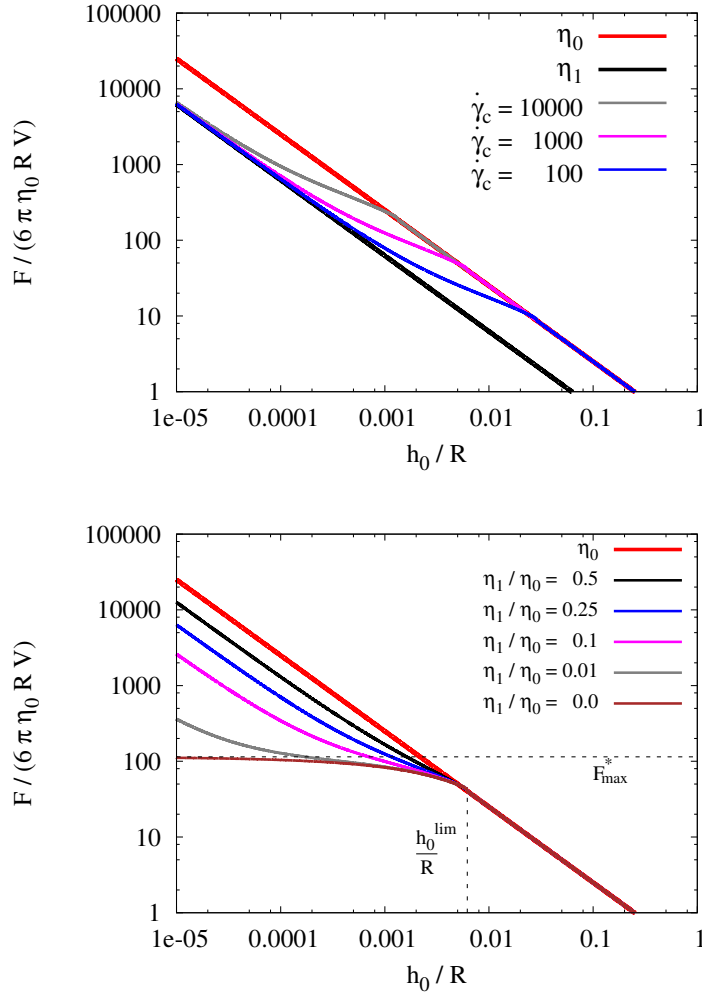 100000
10000
1000
100
10
1
F / (6 π η₀ R V)
η₀
η₁
γ̇c = 10000
γ̇c = 1000
γ̇c = 100
1e-05 0.0001 0.001 0.01 0.1 1
h₀ / R
100000
10000
1000
100
10
1
F / (6 π η₀ R V)
η₀
η₁ / η₀ = 0.5
η₁ / η₀ = 0.25
η₁ / η₀ = 0.1
η₁ / η₀ = 0.01
η₁ / η₀ = 0.0
F*max
h₀lim
R
1e-05 0.0001 0.001 0.01 0.1 1
h₀ / R